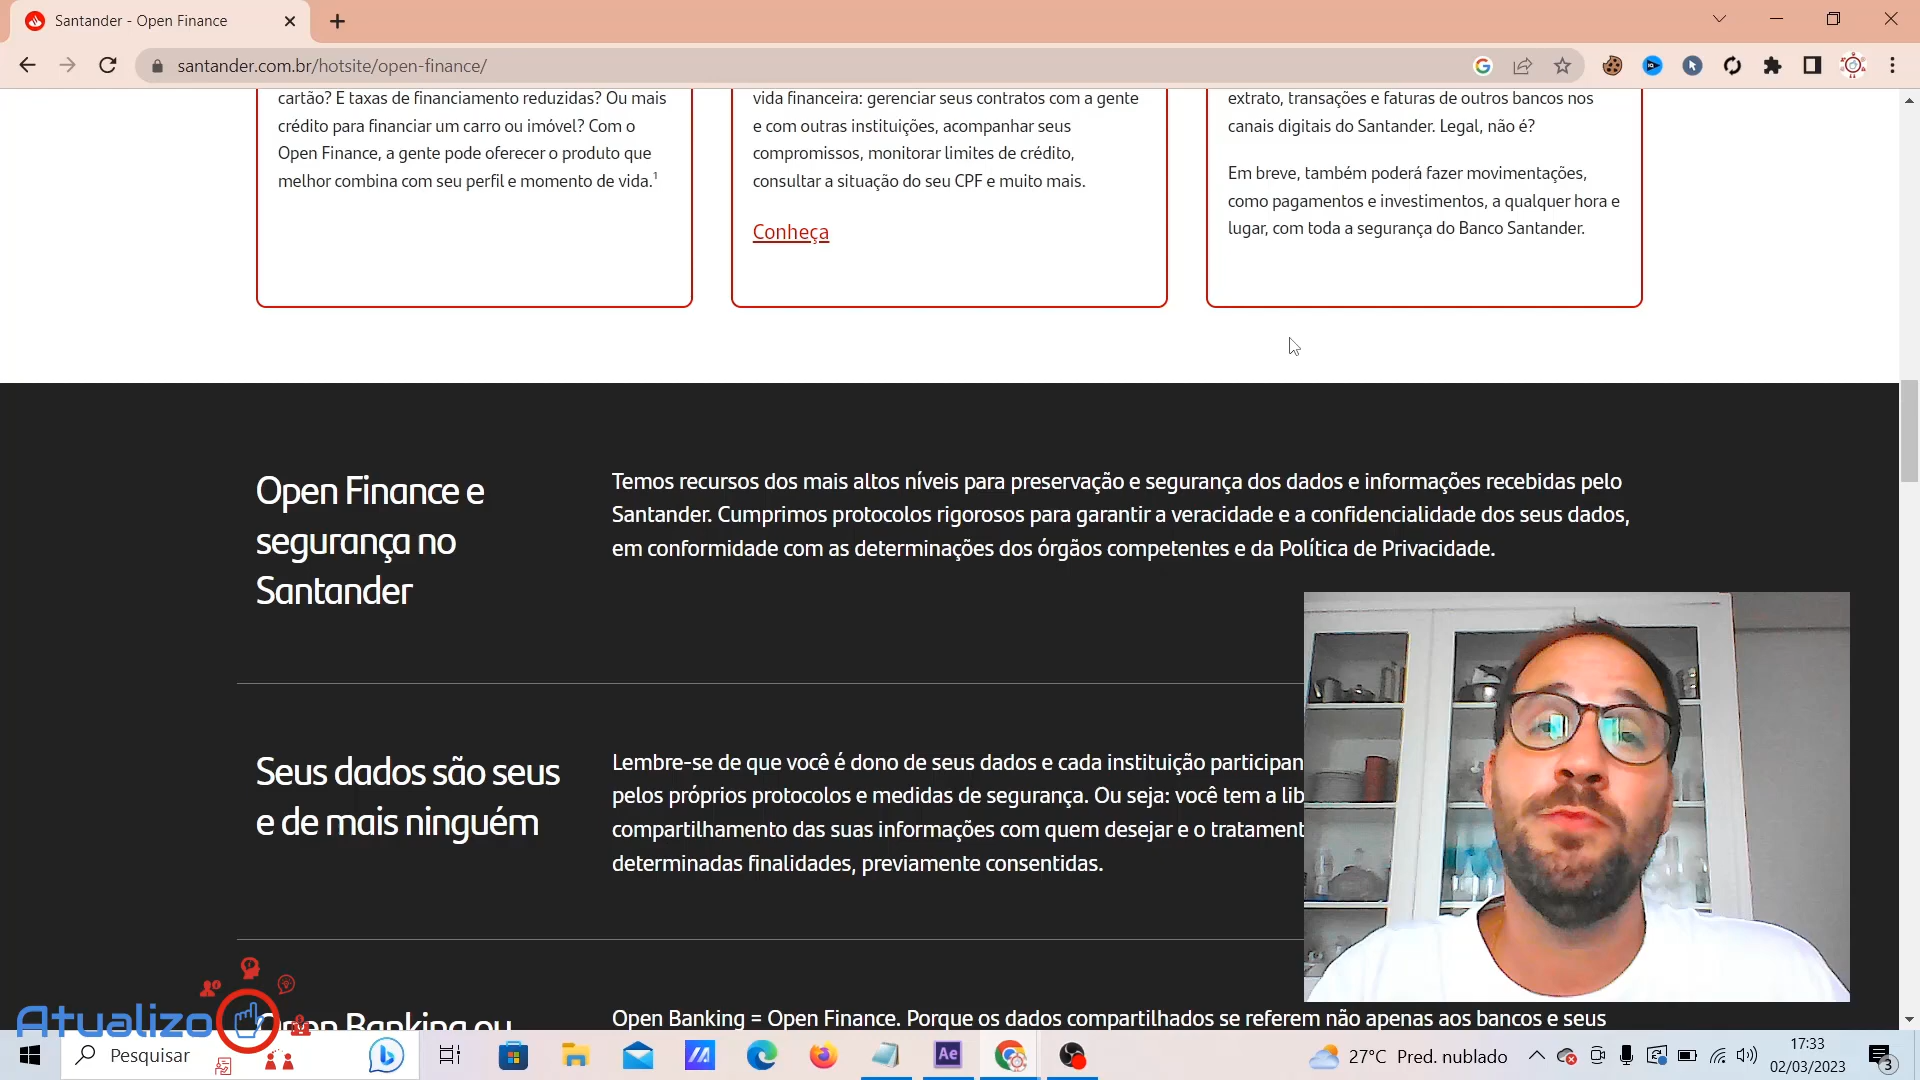 Santander - Open Finance
santander.com.br/hotsite/open-finance/
cartão? E taxas de financiamento reduzidas? Ou mais
crédito para financiar um carro ou imóvel? Com o
Open Finance, a gente pode oferecer o produto que
melhor combina com seu perfil e momento de vida.¹
vida financeira: gerenciar seus contratos com a gente
e com outras instituições, acompanhar seus
compromissos, monitorar limites de crédito,
consultar a situação do seu CPF e muito mais.
Conheça
extrato, transações e faturas de outros bancos nos
canais digitais do Santander. Legal, não é?
Em breve, também poderá fazer movimentações,
como pagamentos e investimentos, a qualquer hora e
lugar, com toda a segurança do Banco Santander.
Open Finance e
segurança no
Santander
Temos recursos dos mais altos níveis para preservação e segurança dos dados e informações recebidas pelo
Santander. Cumprimos protocolos rigorosos para garantir a veracidade e a confidencialidade dos seus dados,
em conformidade com as determinações dos órgãos competentes e da Política de Privacidade.
Seus dados são seus
e de mais ninguém
Lembre-se de que você é dono de seus dados e cada instituição participan
pelos próprios protocolos e medidas de segurança. Ou seja: você tem a lib
compartilhamento das suas informações com quem desejar e o tratament
determinadas finalidades, previamente consentidas.
Open Banking ou
Open Banking = Open Finance. Porque os dados compartilhados se referem não apenas aos bancos e seus
Atualizo
Pesquisar
Ae
27°C Pred. nublado
17:33
02/03/2023
3